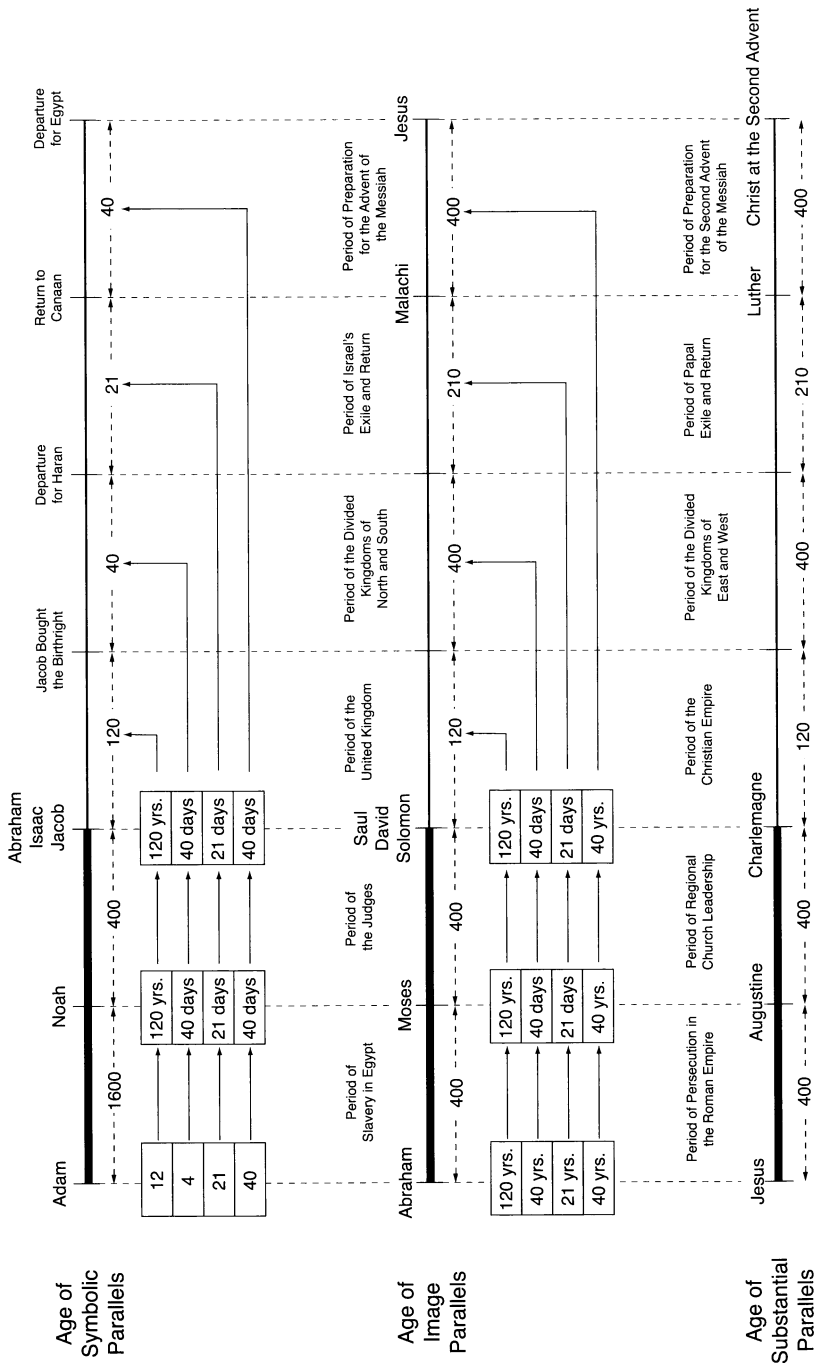 Age of
Symbolic
Parallels
Adam
Noah
Abraham
Isaac
Jacob
Jacob Bought
the Birthright
Departure
for Haran
Return to
Canaan
Departure
for Egypt
1600
400
120
40
21
40
12
4
21
40
120 yrs.
40 days
21 days
40 days
120 yrs.
40 days
21 days
40 days
Period of
Slavery in Egypt
Period of
the Judges
Period of the
United Kingdom
Period of the Divided
Kingdoms of
North and South
Period of Israel's
Exile and Return
Period of Preparation
for the Advent of
the Messiah
Age of
Image
Parallels
Abraham
Moses
Saul
David
Solomon
Malachi
Jesus
400
400
120
400
210
400
120 yrs.
40 yrs.
21 yrs.
40 yrs.
120 yrs.
40 days
21 days
40 yrs.
120 yrs.
40 days
21 days
40 yrs.
Period of Persecution in
the Roman Empire
Period of Regional
Church Leadership
Period of the
Christian Empire
Period of the Divided
Kingdoms of
East and West
Period of Papal
Exile and Return
Period of Preparation
for the Second Advent
of the Messiah
Age of
Substantial
Parallels
Jesus
Augustine
Charlemagne
Luther
Christ at the Second Advent
400
400
120
400
210
400